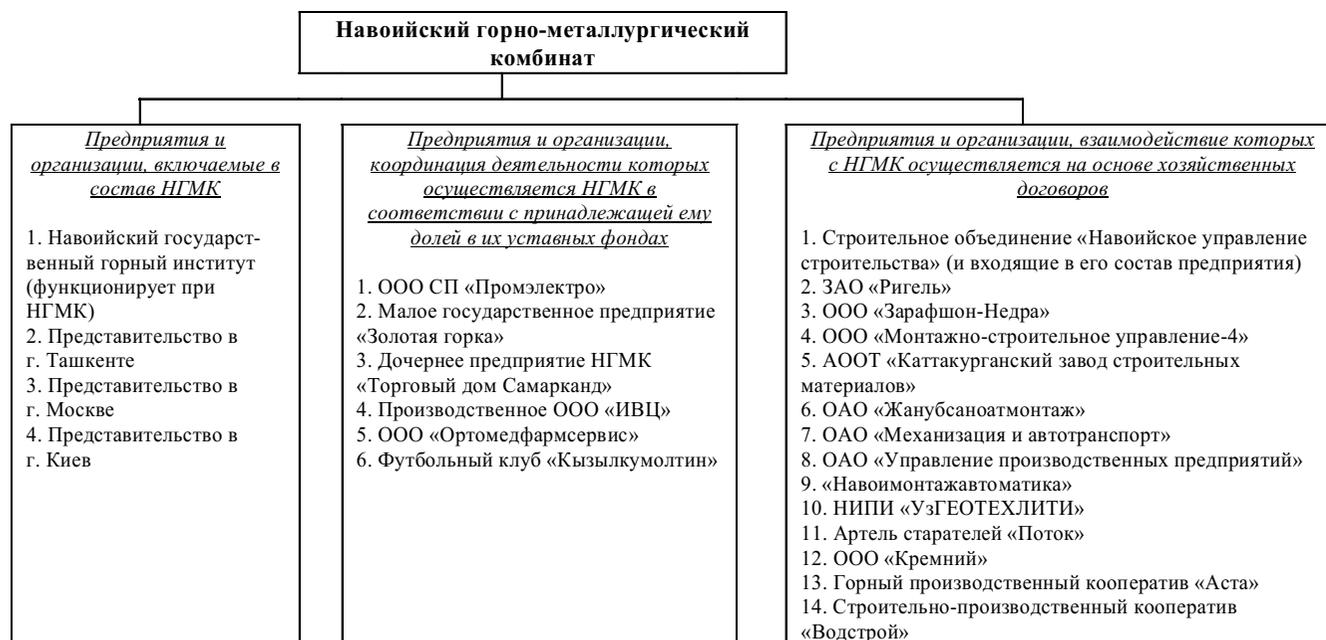 Навоийский горно-металлургический
комбинат
Предприятия и
организации, включаемые в
состав НГМК
1. Навоийский государст-
венный горный институт
(функционирует при
НГМК)
2. Представительство в
г. Ташкенте
3. Представительство в
г. Москве
4. Представительство в
г. Киев
Предприятия и организации,
координация деятельности которых
осуществляется НГМК в
соответствии с принадлежащей ему
долей в их уставных фондах
1. ООО СП «Промэлектро»
2. Малое государственное предприятие
«Золотая горка»
3. Дочернее предприятие НГМК
«Торговый дом Самарканд»
4. Производственное ООО «ИВЦ»
5. ООО «Ортомедфармсервис»
6. Футбольный клуб «Кызылкумолтин»
Предприятия и организации, взаимодействие которых
с НГМК осуществляется на основе хозяйственных
договоров
1. Строительное объединение «Навоийское управление
строительства» (и входящие в его состав предприятия)
2. ЗАО «Ригель»
3. ООО «Зарафшон-Недра»
4. ООО «Монтажно-строительное управление-4»
5. АООТ «Каттакурганский завод строительных
материалов»
6. ОАО «Жанубсаноатмонтаж»
7. ОАО «Механизация и автотранспорт»
8. ОАО «Управление производственных предприятий»
9. «Навоимонтажавтоматика»
10. НИПИ «УзГЕОТЕХЛИТИ»
11. Артель старателей «Поток»
12. ООО «Кремний»
13. Горный производственный кооператив «Аста»
14. Строительно-производственный кооператив
«Водстрой»